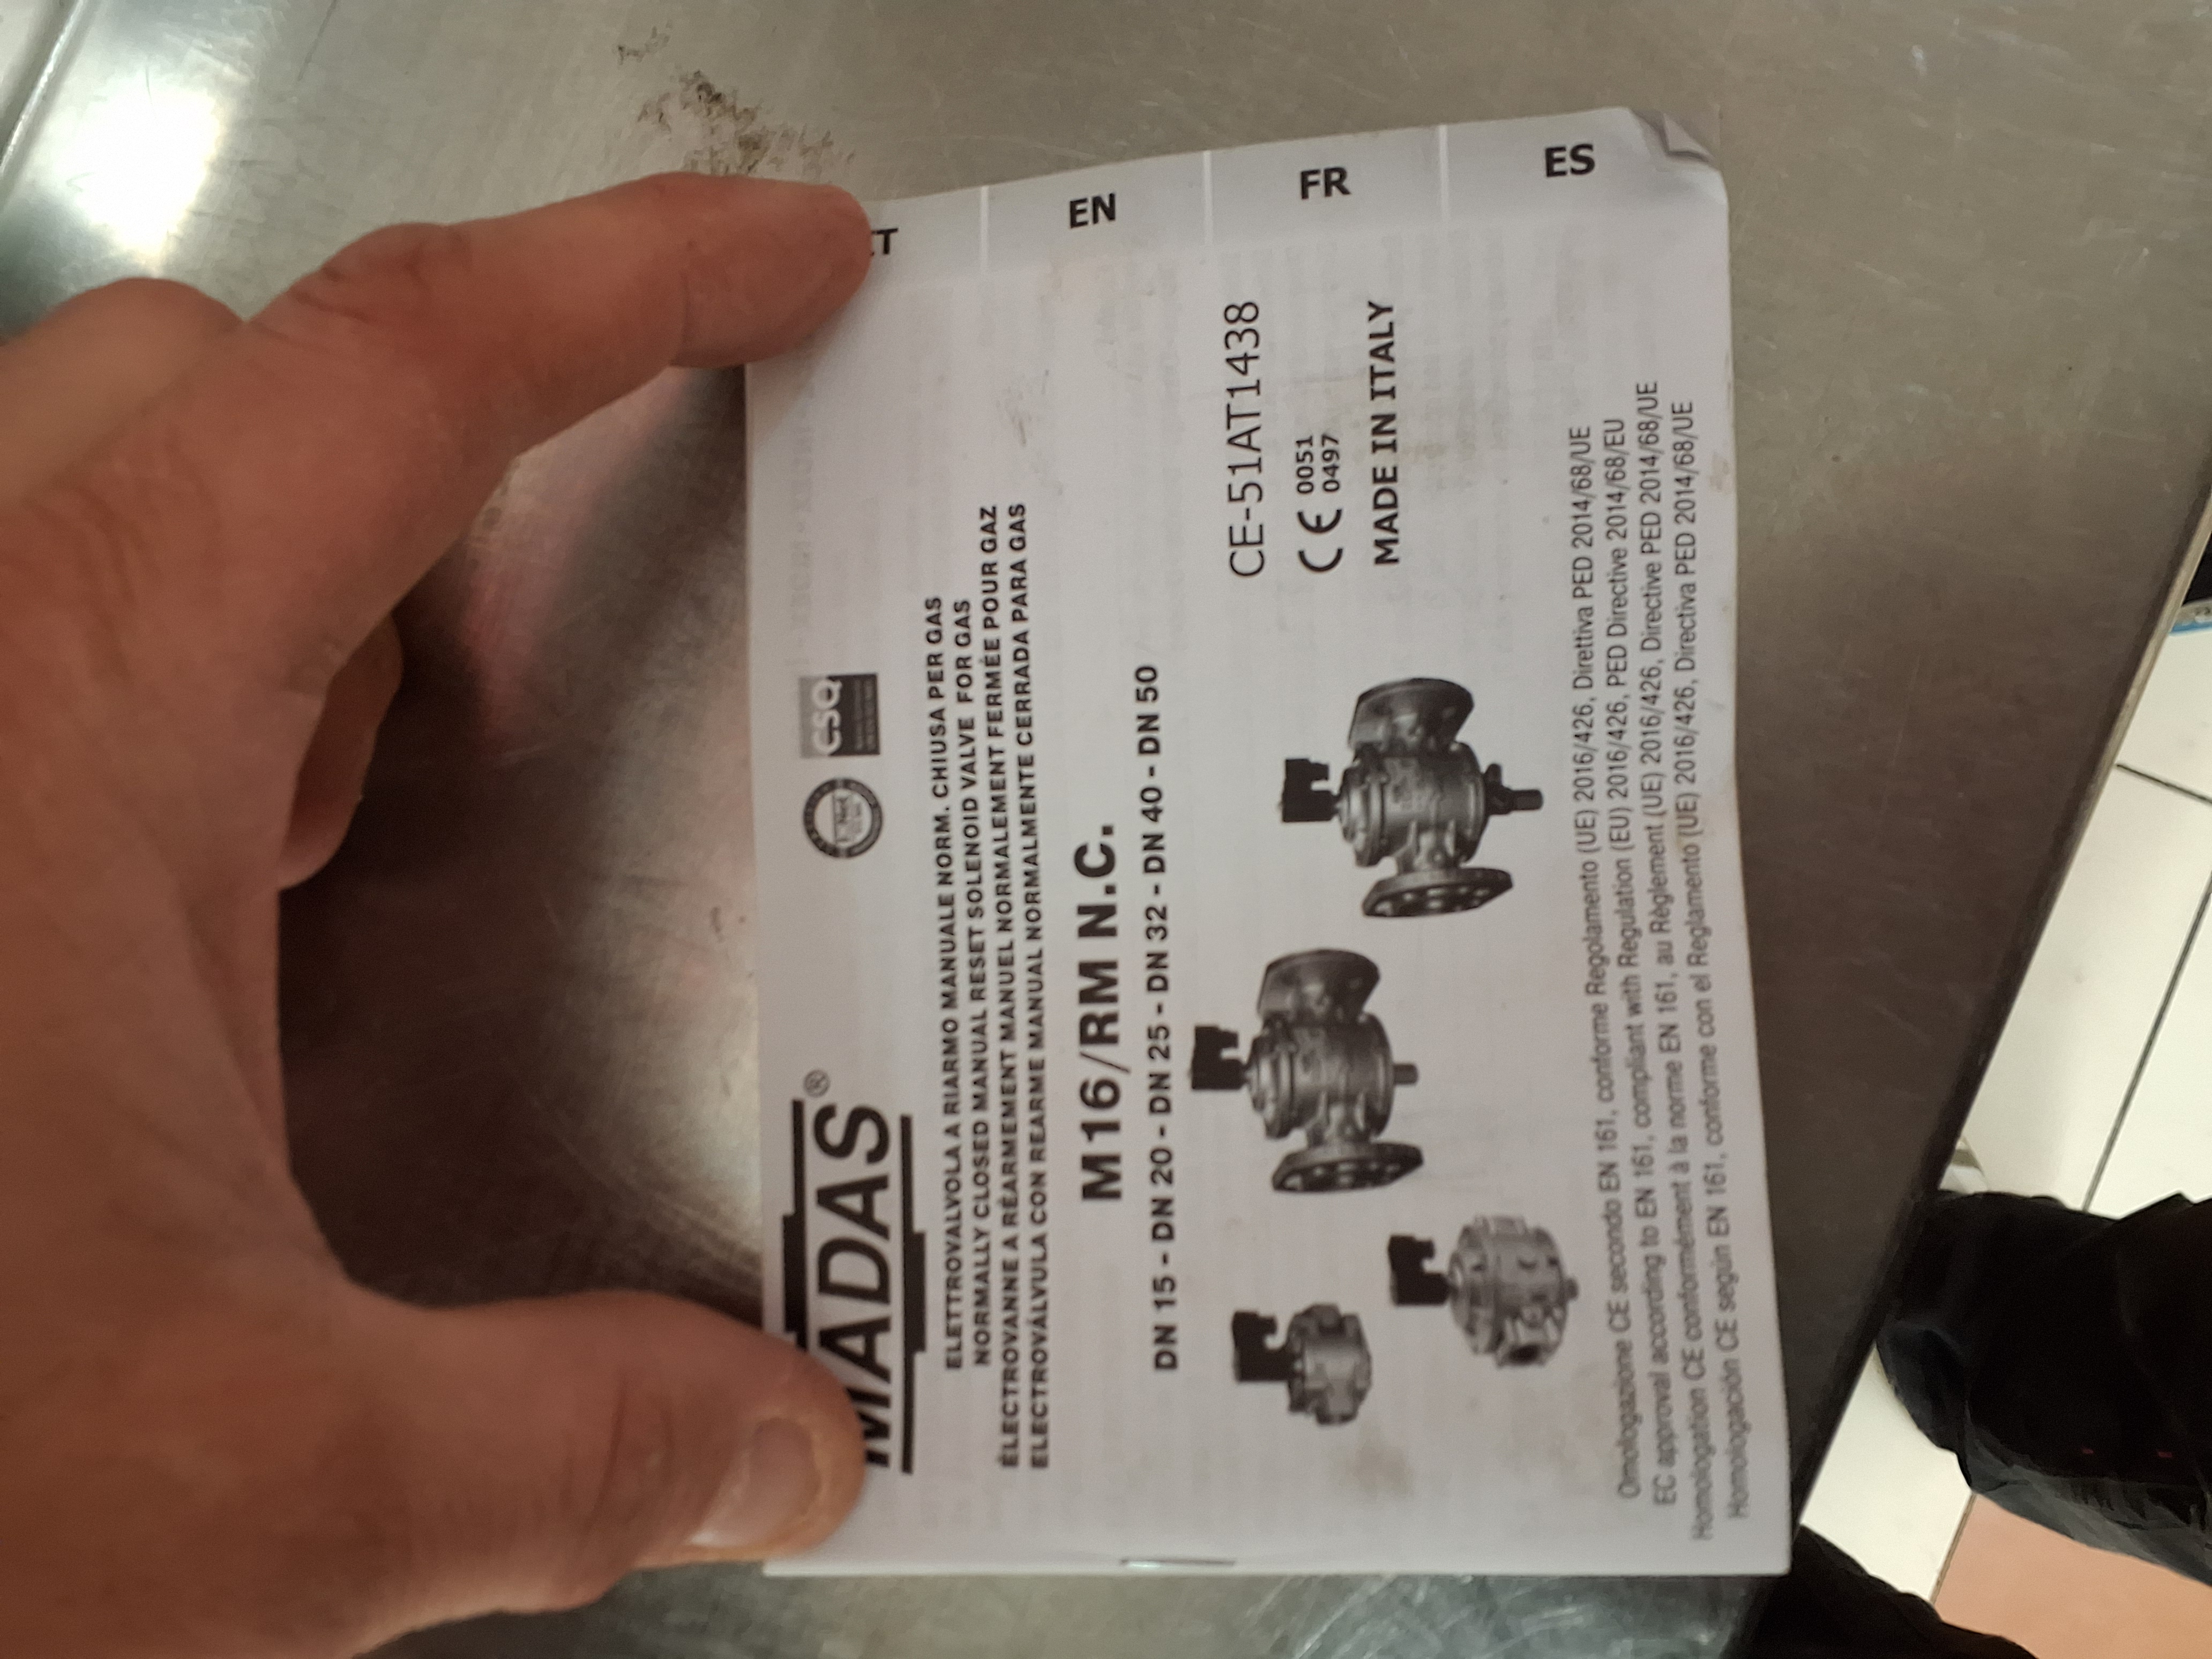 IT
EN
FR
ES
MADAS®
CSQ
ELETTROVALVOLA A RIARMO MANUALE NORM. CHIUSA PER GAS
NORMALLY CLOSED MANUAL RESET SOLENOID VALVE FOR GAS
ÉLECTROVANNE A RÉARMEMENT MANUEL NORMALEMENT FERMÉE POUR GAZ
ELECTROVÁLVULA CON REARME MANUAL NORMALMENTE CERRADA PARA GAS
M16/RM N.C.
DN 15 - DN 20 - DN 25 - DN 32 - DN 40 - DN 50
CE-51AT1438
CE 0051
0497
MADE IN ITALY
Omologazione CE secondo EN 161, conforme Regolamento (UE) 2016/426, Direttiva PED 2014/68/UE
EC approval according to EN 161, compliant with Regulation (EU) 2016/426, PED Directive 2014/68/EU
Homologation CE conformément à la norme EN 161, au Règlement (UE) 2016/426, Directive PED 2014/68/UE
Homologación CE según EN 161, conforme con el Reglamento (UE) 2016/426, Directiva PED 2014/68/UE